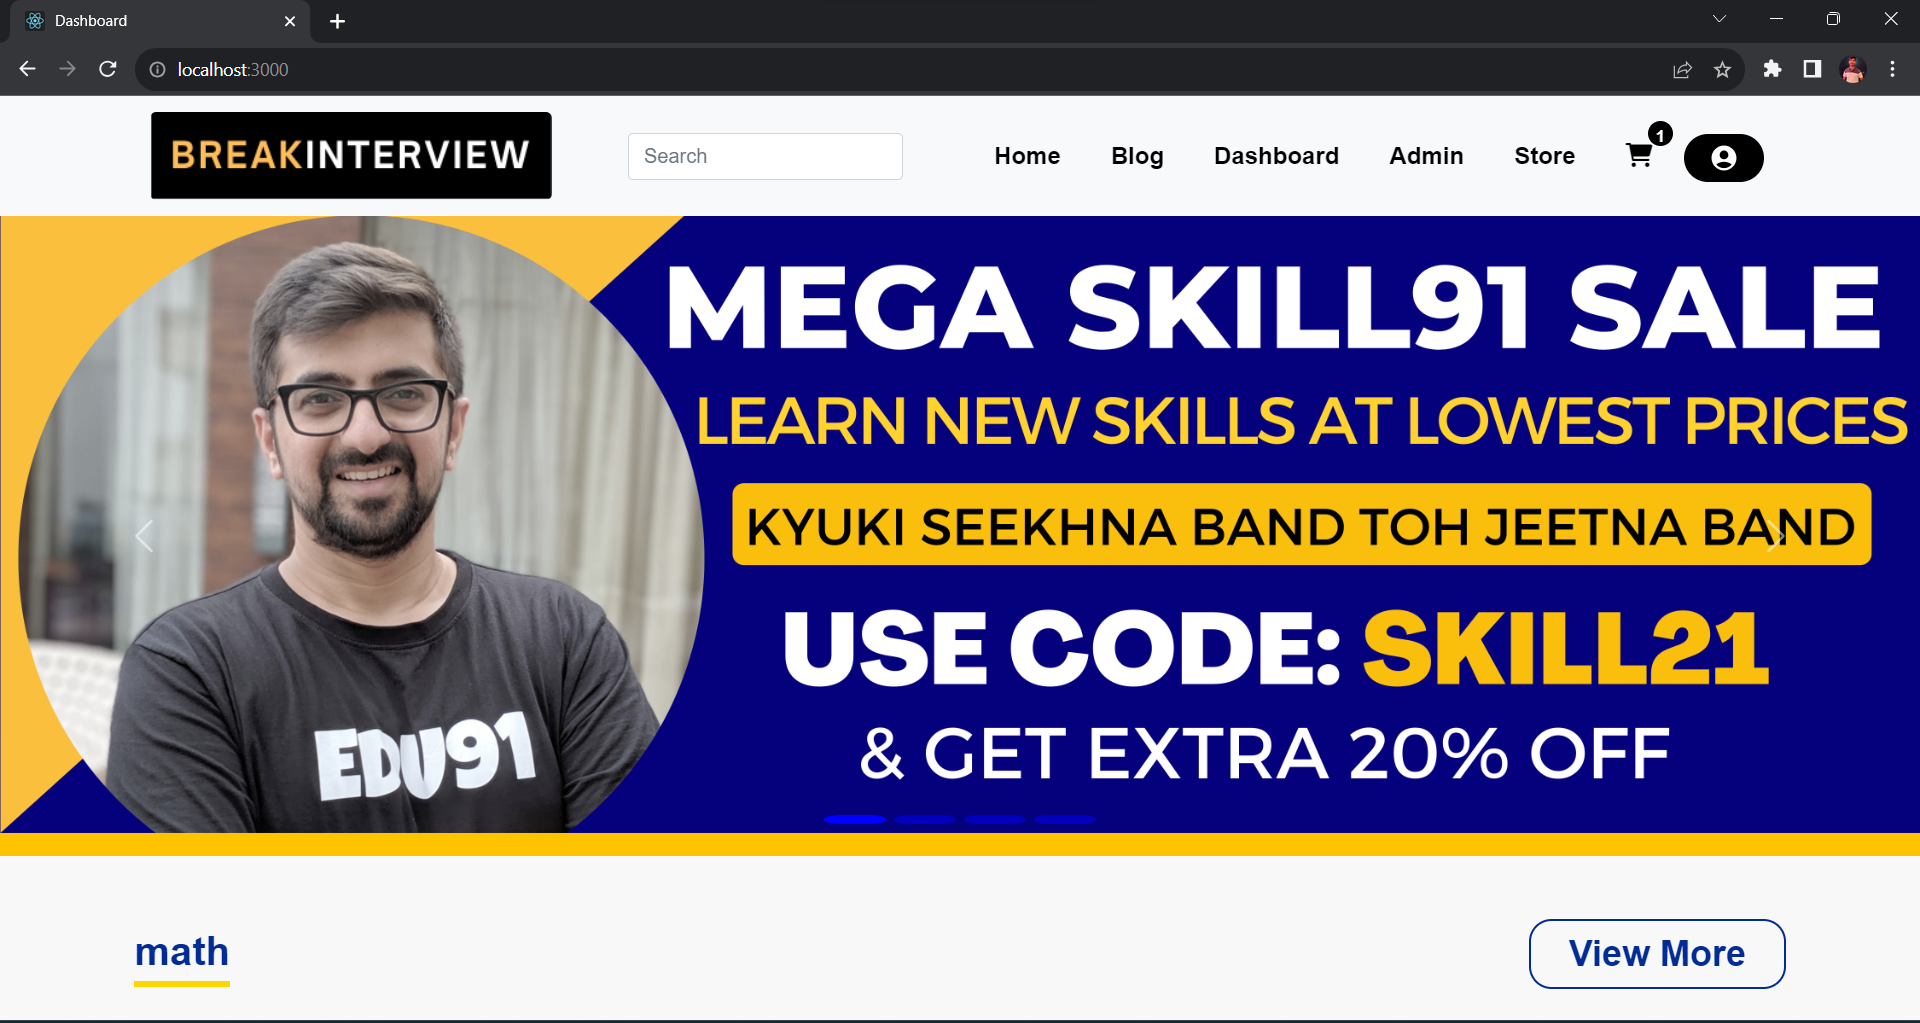 Dashboard
localhost:3000
BREAKINTERVIEW
Search
Home
Blog
Dashboard
Admin
Store
1
MEGA SKILL91 SALE
LEARN NEW SKILLS AT LOWEST PRICES
KYUKI SEEKHNA BAND TOH JEETNA BAND
USE CODE: SKILL21
& GET EXTRA 20% OFF
EDU91
math
View More